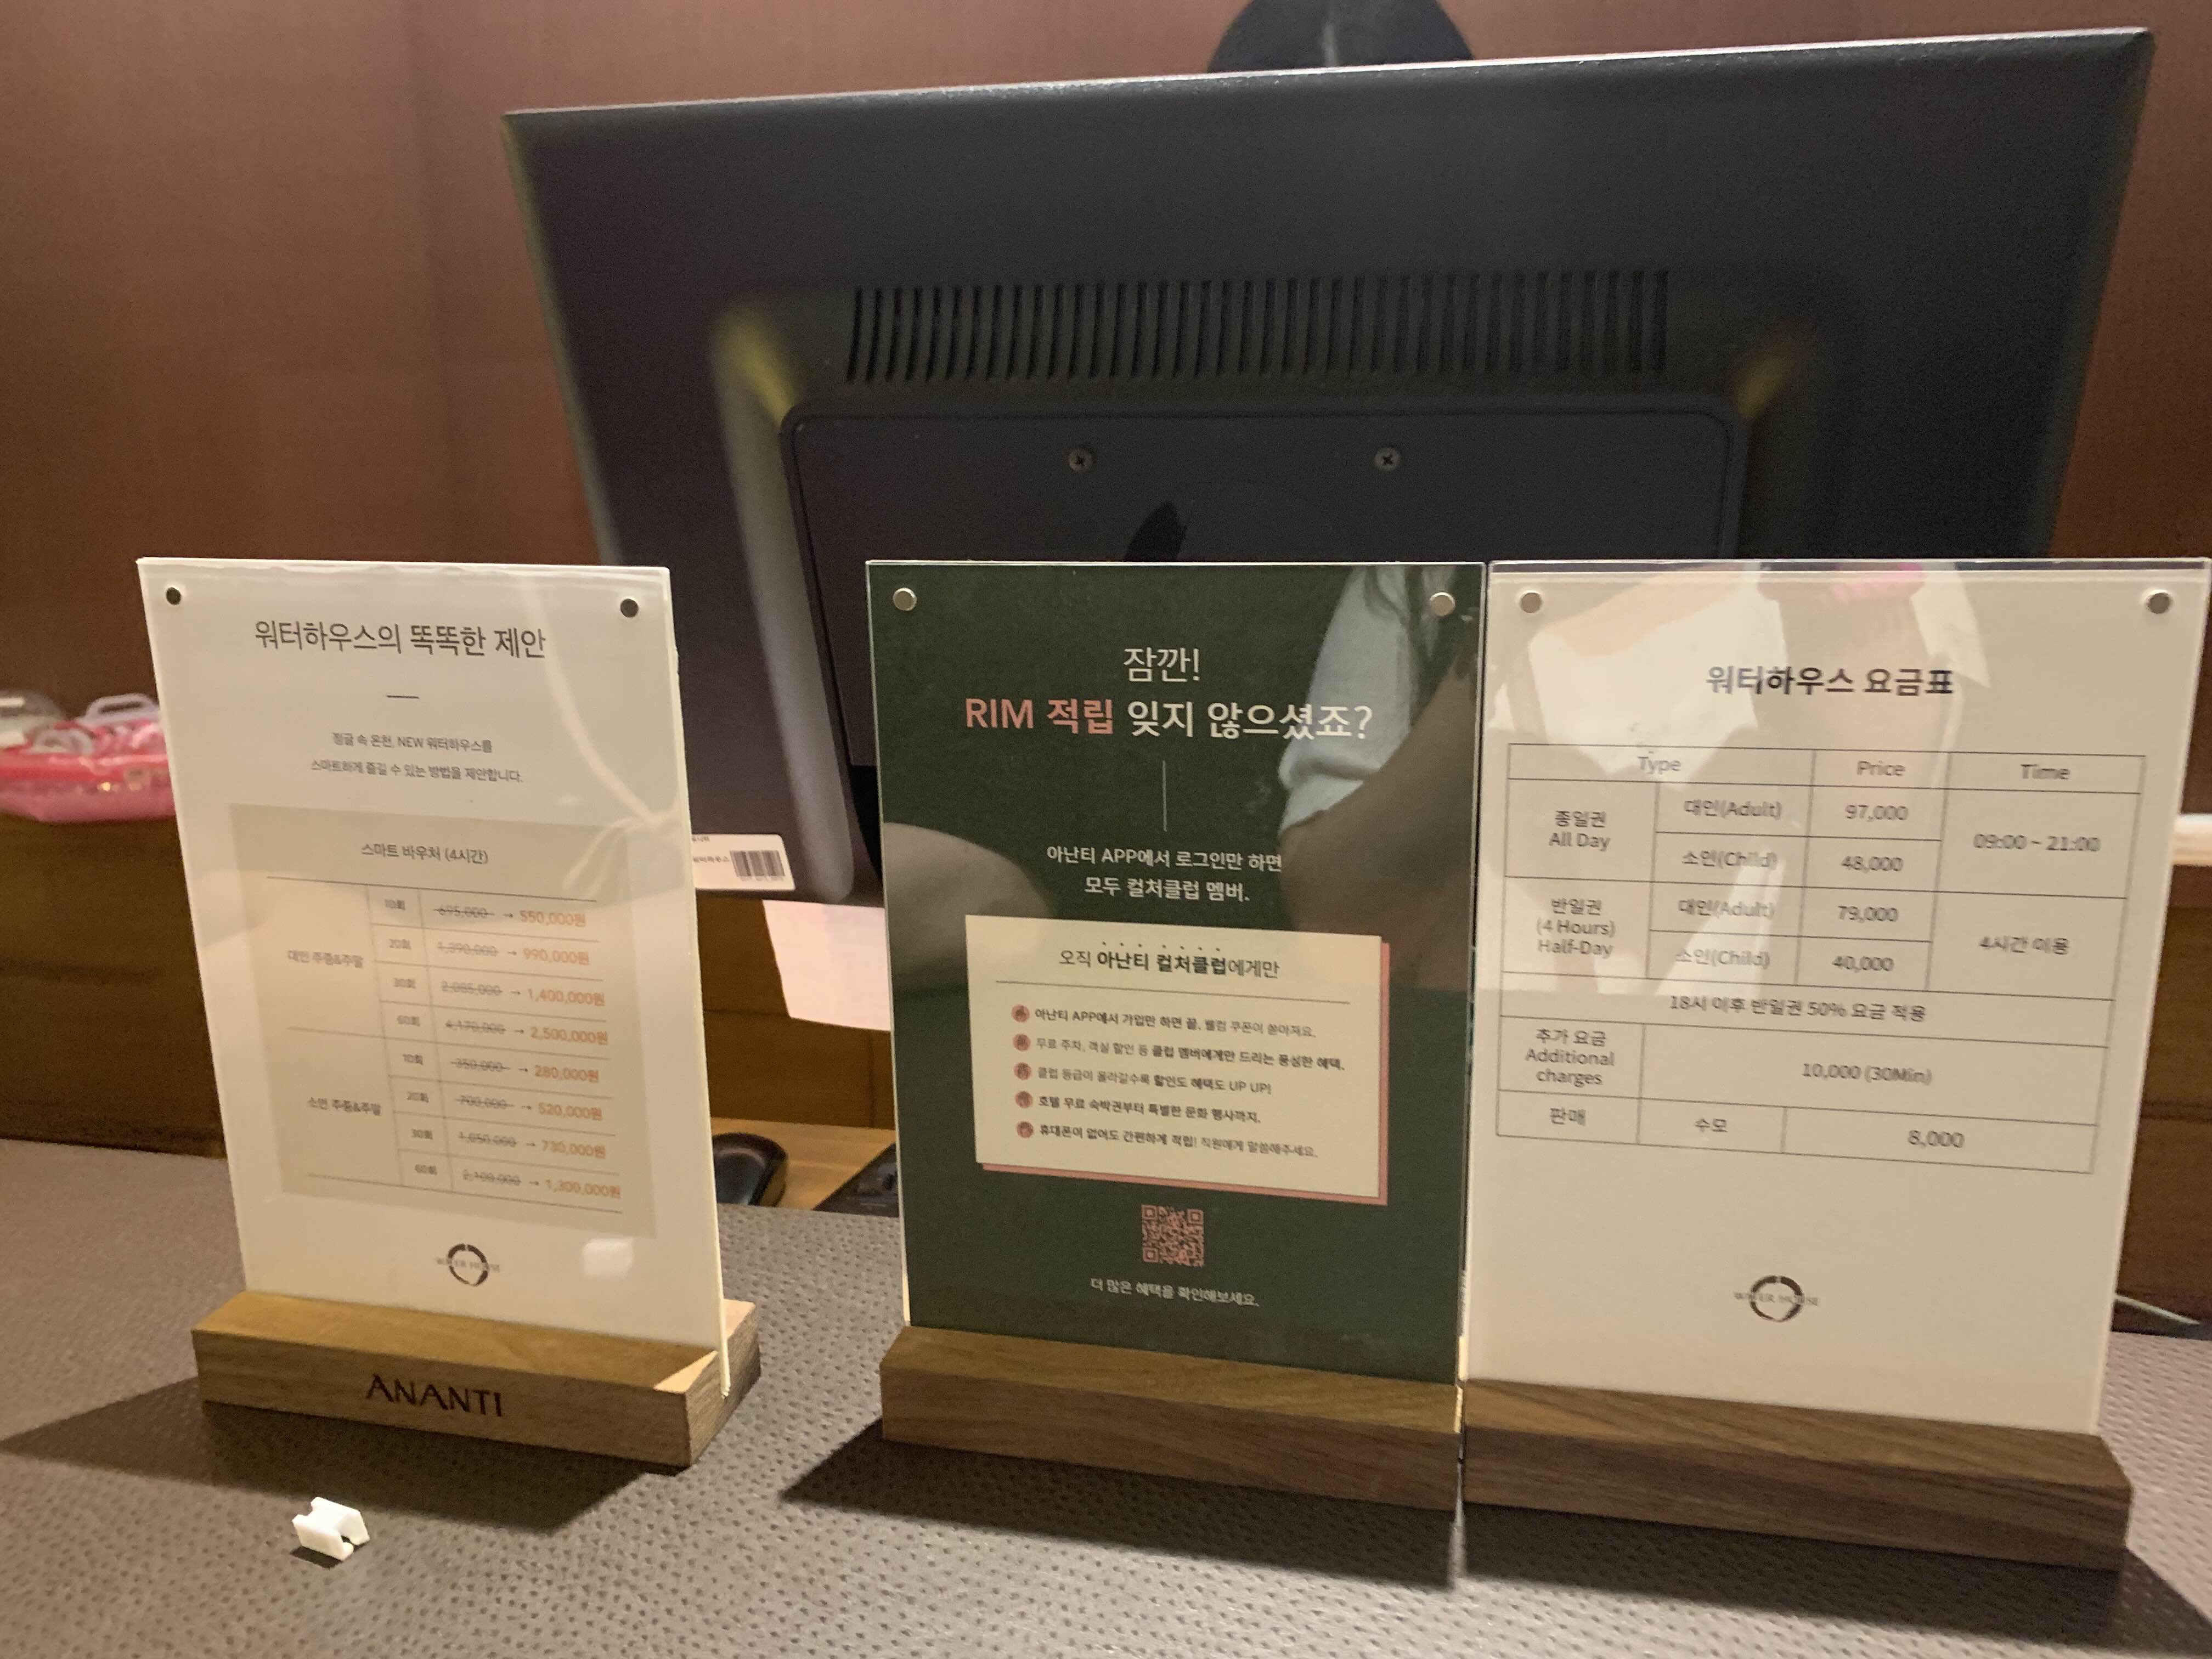 워터하우스의 똑똑한 제안
정글 속 온천, NEW 워터하우스를
스마트하게 즐길 수 있는 방법을 제안합니다.
스마트 바우처 (4시간)
대인 주중&주말
10회 695,000 → 550,000원
20회 1,390,000 → 990,000원
30회 2,085,000 → 1,400,000원
60회 4,170,000 → 2,500,000원
소인 주중&주말
10회 350,000 → 280,000원
20회 700,000 → 520,000원
30회 1,050,000 → 730,000원
60회 2,100,000 → 1,300,000원
WATER HOUSE
ANANTI
잠깐!
RIM 적립 잊지 않으셨죠?
아난티 APP에서 로그인만 하면
모두 컬처클럽 멤버.
오직 아난티 컬처클럽에게만
아난티 APP에서 가입만 하면 끝, 웰컴 쿠폰이 쏟아져요.
무료 주차, 객실 할인 등 클럽 멤버에게만 드리는 풍성한 혜택.
클럽 등급이 올라갈수록 할인도 혜택도 UP UP!
호텔 무료 숙박권부터 특별한 문화 행사까지.
휴대폰이 없어도 간편하게 적립! 직원에게 말씀해주세요.
더 많은 혜택을 확인해보세요.
워터하우스 요금표
Type Price Time
종일권
All Day
대인(Adult) 97,000
소인(Child) 48,000
09:00 ~ 21:00
반일권
(4 Hours)
Half-Day
대인(Adult) 79,000
소인(Child) 40,000
4시간 이용
18시 이후 반일권 50% 요금 적용
추가 요금
Additional
charges
10,000 (30Min)
판매 수모 8,000
WATER HOUSE